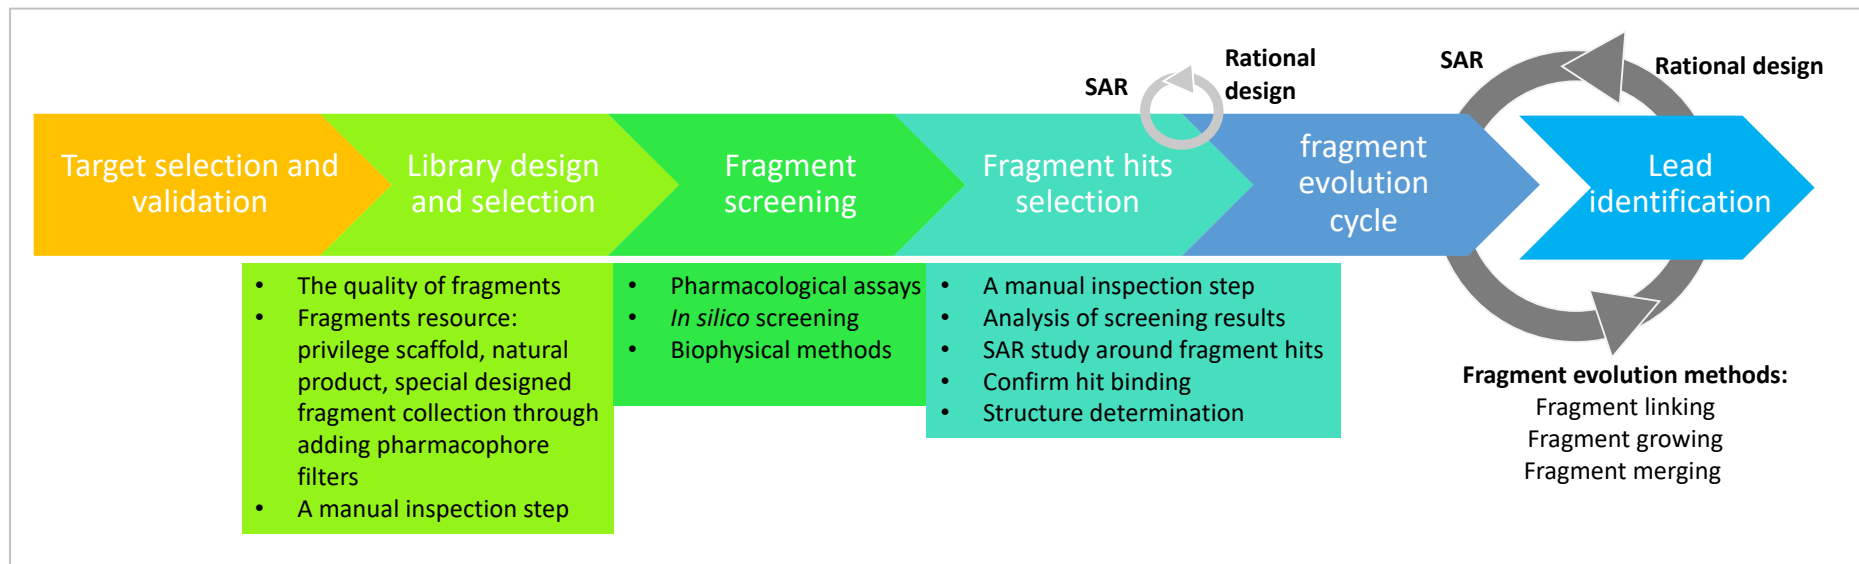 SAR
Rational
design
SAR
Rational design
Target selection and
validation
Library design
and selection
Fragment
screening
Fragment hits
selection
fragment
evolution
cycle
Lead
identification
• The quality of fragments
• Fragments resource:
privilege scaffold, natural
product, special designed
fragment collection through
adding pharmacophore
filters
• A manual inspection step
• Pharmacological assays
• In silico screening
• Biophysical methods
• A manual inspection step
• Analysis of screening results
• SAR study around fragment hits
• Confirm hit binding
• Structure determination
Fragment evolution methods:
Fragment linking
Fragment growing
Fragment merging